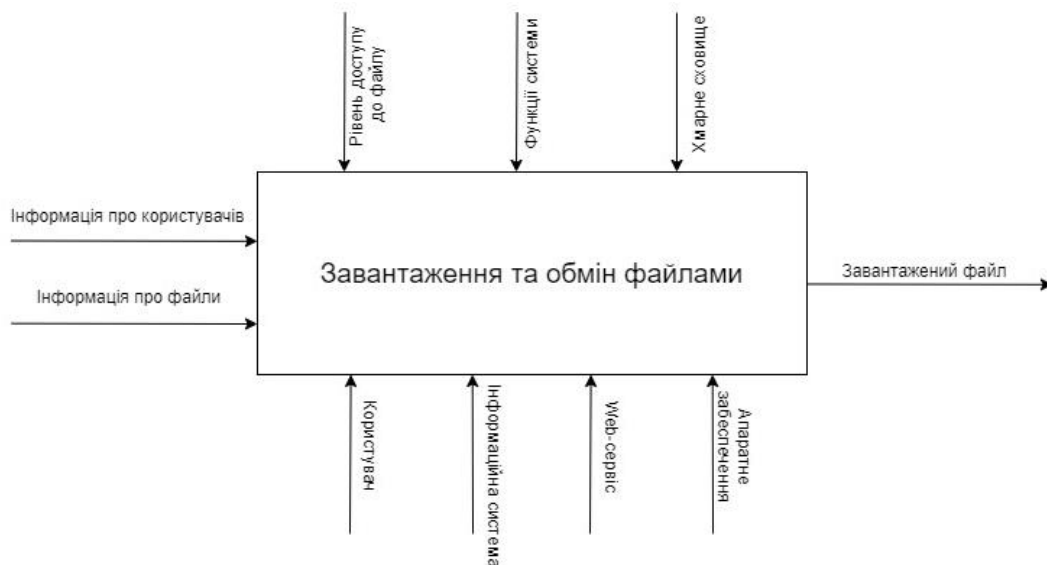 Рівень доступу
до файлу
Функції системи
Хмарне сховище
Інформація про користувачів
Завантаження та обмін файлами
Завантажений файл
Інформація про файли
Користувач
Інформаційна система
Web-сервіс
Апаратне
забеспечення